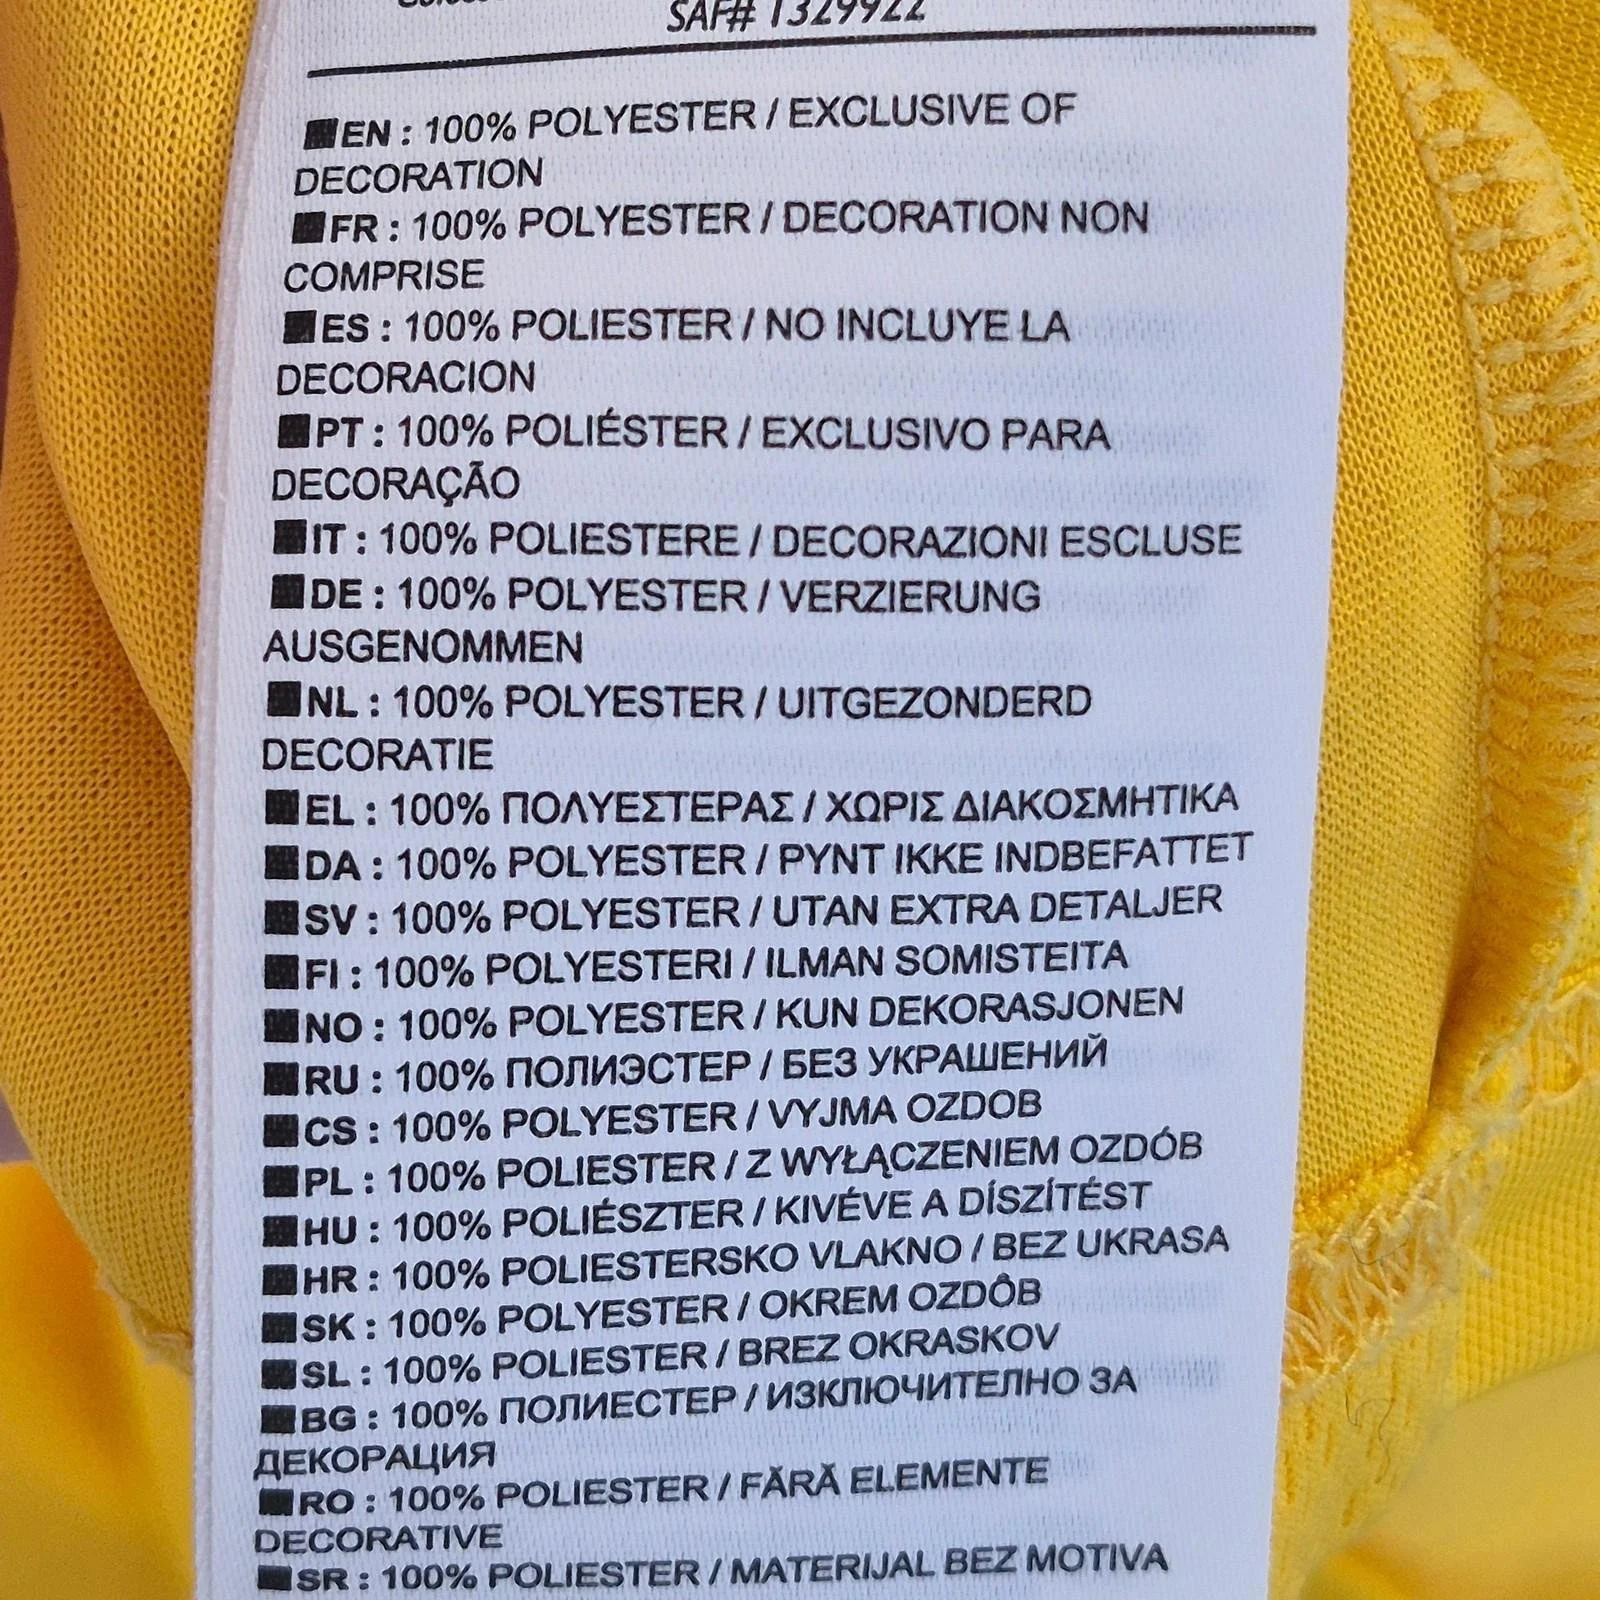 SAF# 1329922
EN : 100% POLYESTER / EXCLUSIVE OF
DECORATION
FR : 100% POLYESTER / DECORATION NON
COMPRISE
ES : 100% POLIESTER / NO INCLUYE LA
DECORACION
PT : 100% POLIÉSTER / EXCLUSIVO PARA
DECORAÇÃO
IT : 100% POLIESTERE / DECORAZIONI ESCLUSE
DE : 100% POLYESTER / VERZIERUNG
AUSGENOMMEN
NL : 100% POLYESTER / UITGEZONDERD
DECORATIE
EL : 100% ΠΟΛΥΕΣΤΕΡΑΣ / ΧΩΡΙΣ ΔΙΑΚΟΣΜΗΤΙΚΑ
DA : 100% POLYESTER / PYNT IKKE INDBEFATTET
SV : 100% POLYESTER / UTAN EXTRA DETALJER
FI : 100% POLYESTERI / ILMAN SOMISTEITA
NO : 100% POLYESTER / KUN DEKORASJONEN
RU : 100% ПОЛИЭСТЕР / БЕЗ УКРАШЕНИЙ
CS : 100% POLYESTER / VYJMA OZDOB
PL : 100% POLIESTER / Z WYŁĄCZENIEM OZDÓB
HU : 100% POLIÉSZTER / KIVÉVE A DÍSZÍTÉST
HR : 100% POLIESTERSKO VLAKNO / BEZ UKRASA
SK : 100% POLYESTER / OKREM OZDÔB
SL : 100% POLIESTER / BREZ OKRASKOV
BG : 100% ПОЛИЕСТЕР / ИЗКЛЮЧИТЕЛНО ЗА
ДЕКОРАЦИЯ
RO : 100% POLIESTER / FĂRĂ ELEMENTE
DECORATIVE
SR : 100% POLIESTER / MATERIJAL BEZ MOTIVA